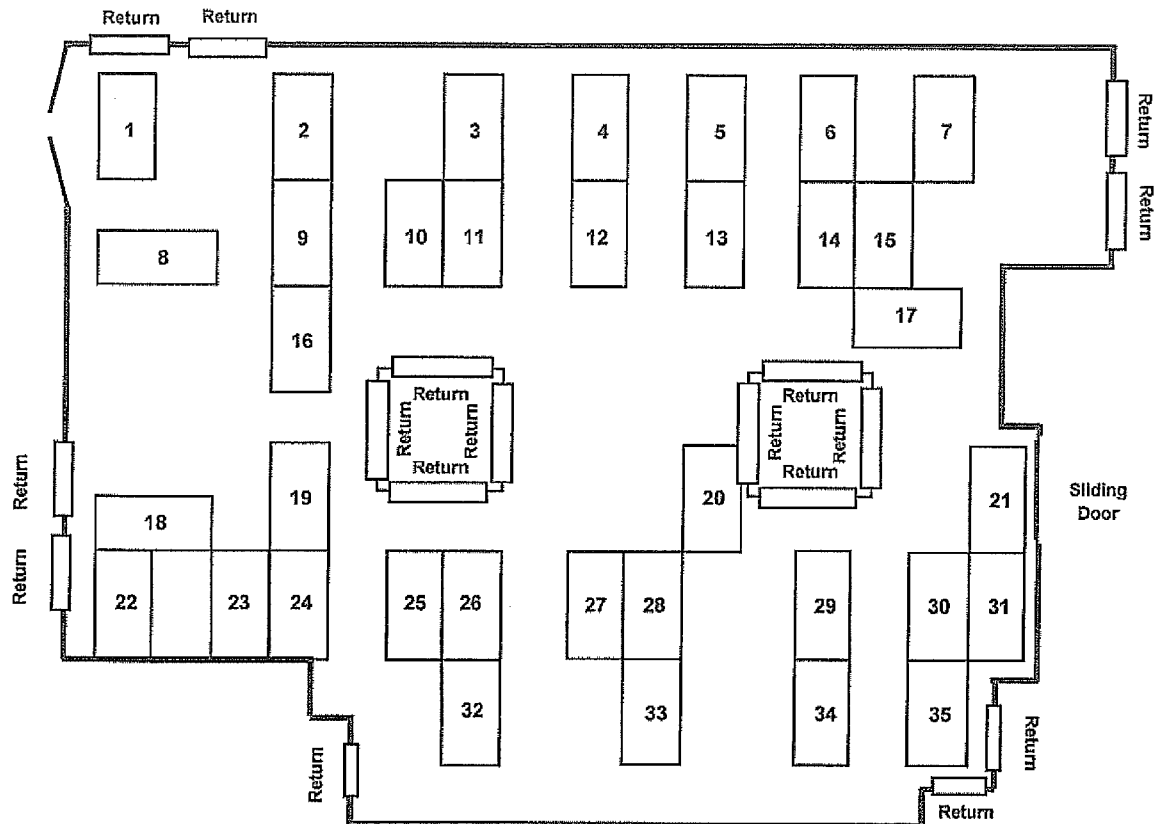 Return Return
1 2 3 4 5 6 7
Return
Return
8 9 10 11 12 13 14 15
16 17
Return
Return
Return
Return
Return
Return
Return
Return
Return
Return
18 19 20 21
Sliding
Door
22 23 24 25 26 27 28 29 30 31
32 33 34 35
Return
Return
Return